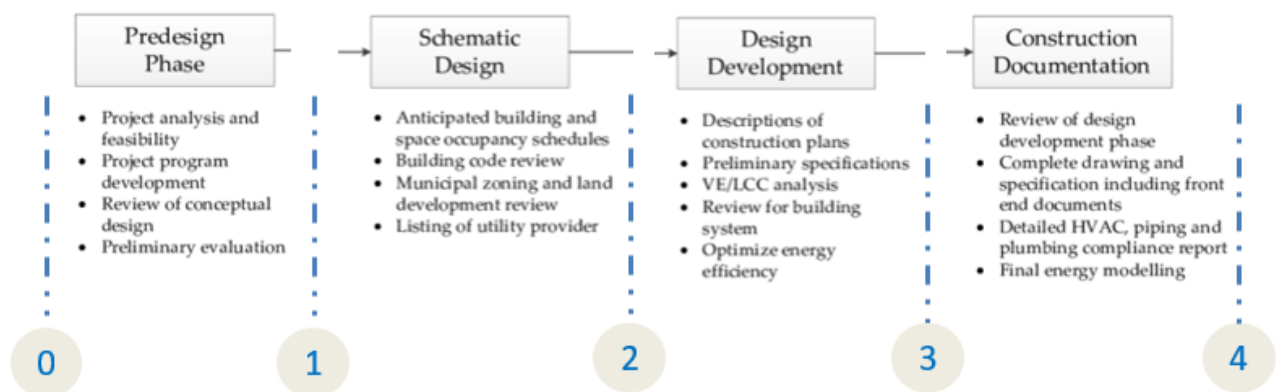 Predesign
Phase
Schematic
Design
Design
Development
Construction
Documentation
• Project analysis and
feasibility
• Project program
development
• Review of conceptual
design
• Preliminary evaluation
• Anticipated building and
space occupancy schedules
• Building code review
• Municipal zoning and land
development review
• Listing of utility provider
• Descriptions of
construction plans
• Preliminary specifications
• VE/LCC analysis
• Review for building
system
• Optimize energy
efficiency
• Review of design
development phase
• Complete drawing and
specification including front
end documents
• Detailed HVAC, piping and
plumbing compliance report
• Final energy modelling
0
1
2
3
4